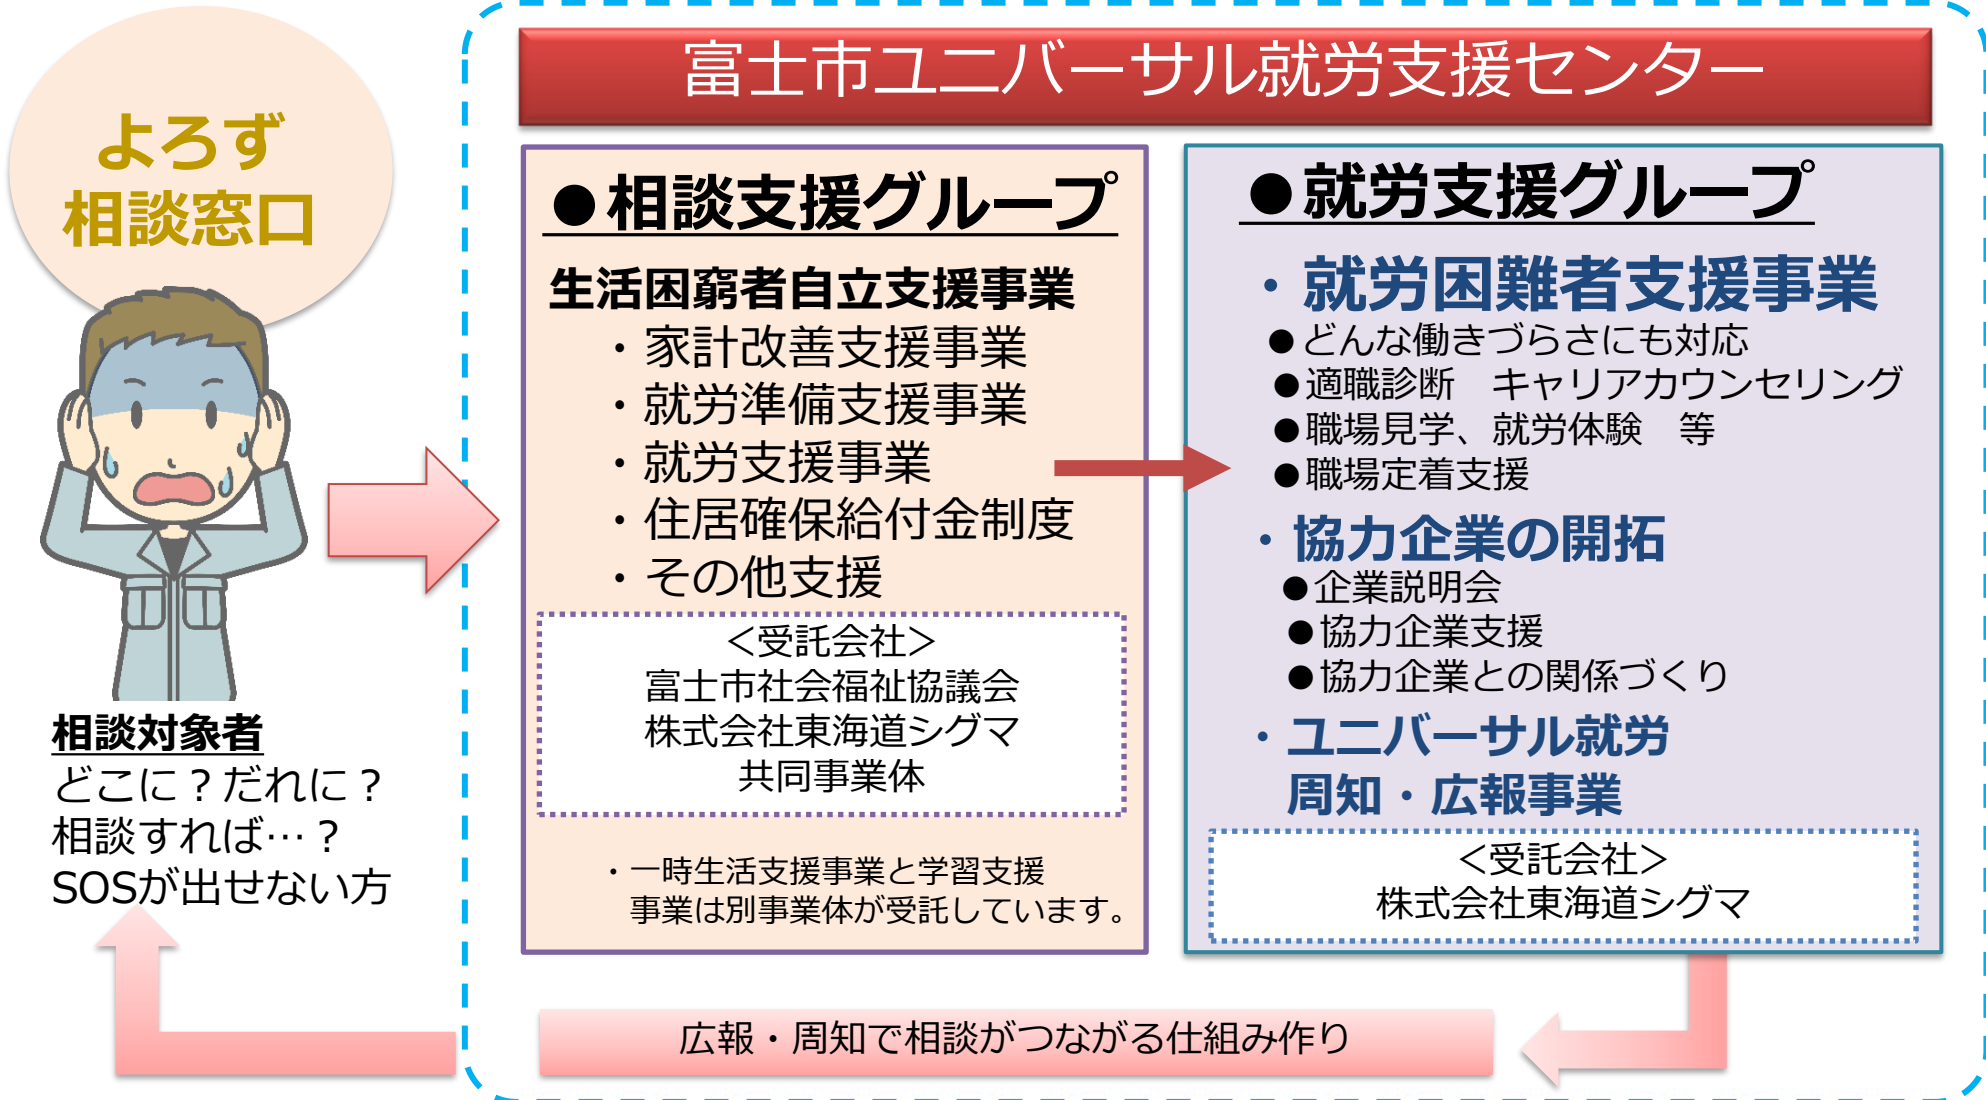 よろず
相談窓口
相談対象者
どこに？だれに？
相談すれば…？
SOSが出せない方
富士市ユニバーサル就労支援センター
●相談支援グループ
生活困窮者自立支援事業
・家計改善支援事業
・就労準備支援事業
・就労支援事業
・住居確保給付金制度
・その他支援
＜受託会社＞
富士市社会福祉協議会
株式会社東海道シグマ
共同事業体
・一時生活支援事業と学習支援
事業は別事業体が受託しています。
●就労支援グループ
・就労困難者支援事業
●どんな働きづらさにも対応
●適職診断　キャリアカウンセリング
●職場見学、就労体験　等
●職場定着支援
・協力企業の開拓
●企業説明会
●協力企業支援
●協力企業との関係づくり
・ユニバーサル就労
周知・広報事業
＜受託会社＞
株式会社東海道シグマ
広報・周知で相談がつながる仕組み作り